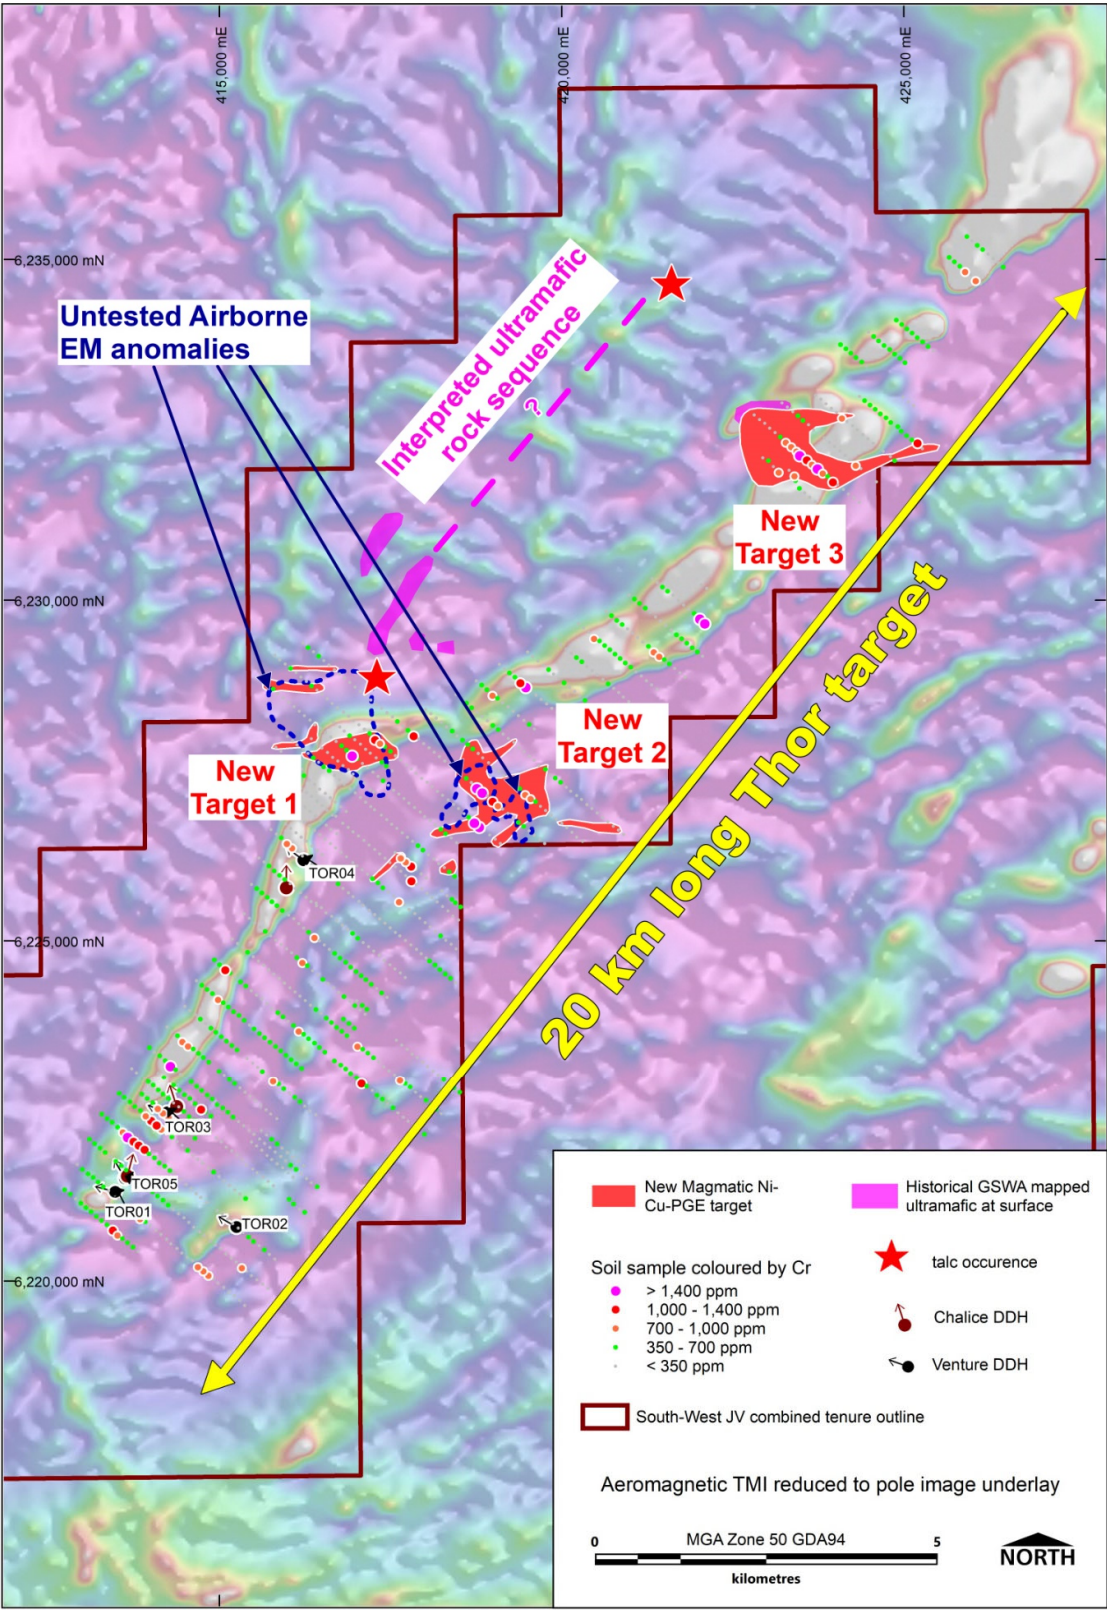 415,000 mE
420,000 mE
425,000 mE
6,235,000 mN
Untested Airborne
EM anomalies
Interpreted ultramafic
rock sequence
?
New
Target 3
6,230,000 mN
New
Target 2
New
Target 1
20 km long Thor target
TOR04
6,225,000 mN
TOR03
TOR05
TOR01
TOR02
6,220,000 mN
New Magmatic Ni-
Cu-PGE target
Historical GSWA mapped
ultramafic at surface
Soil sample coloured by Cr
> 1,400 ppm
1,000 - 1,400 ppm
700 - 1,000 ppm
350 - 700 ppm
< 350 ppm
talc occurence
Chalice DDH
Venture DDH
South-West JV combined tenure outline
Aeromagnetic TMI reduced to pole image underlay
0 MGA Zone 50 GDA94 5
kilometres
NORTH